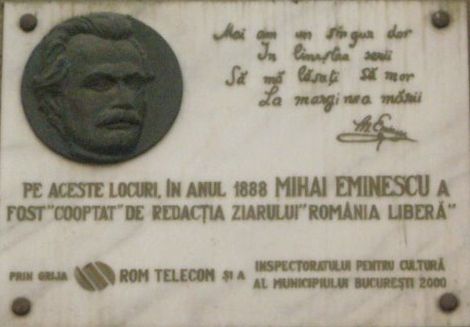 Mai am un singur dor
În liniștea serii
Să mă lăsați să mor
La marginea mării
M. Eminescu
PE ACESTE LOCURI, ÎN ANUL 1888 MIHAI EMINESCU A
FOST "COOPTAT" DE REDACȚIA ZIARULUI "ROMÂNIA LIBERĂ"
PRIN GRIJA ROM TELECOM ȘI A INSPECTORATULUI PENTRU CULTURĂ
AL MUNICIPIULUI BUCUREȘTI 2000